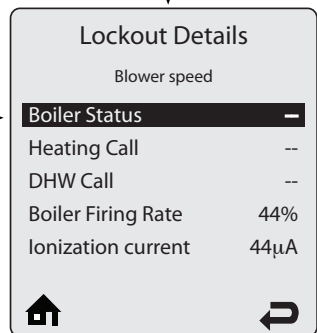 Lockout Details
Blower speed
Boiler Status –
Heating Call --
DHW Call --
Boiler Firing Rate 44%
Ionization current 44µA